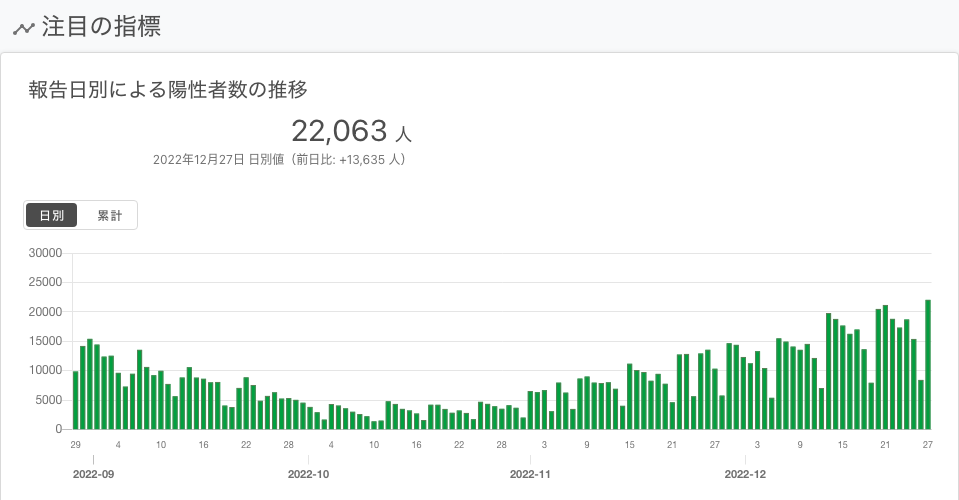 注目の指標
報告日別による陽性者数の推移
22,063 人
2022年12月27日 日別値（前日比: +13,635 人）
日別 累計
30000
25000
20000
15000
10000
5000
0
29 4 10 16 22 28 4 10 16 22 28 3 9 15 21 27 3 9 15 21 27
2022-09 2022-10 2022-11 2022-12